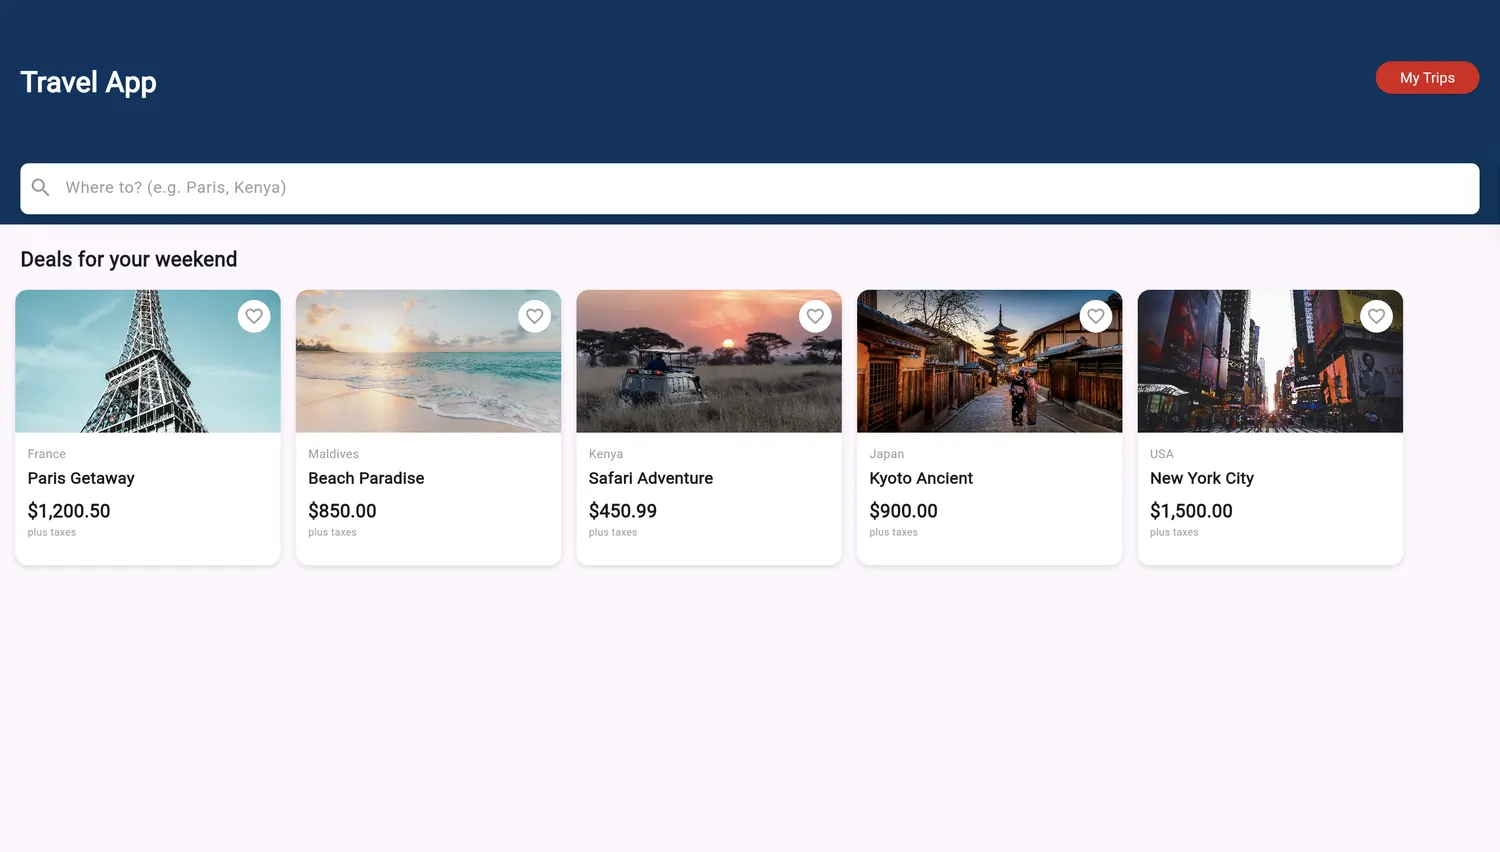 Travel App
My Trips
Where to? (e.g. Paris, Kenya)
Deals for your weekend
France
Paris Getaway
$1,200.50
plus taxes
Maldives
Beach Paradise
$850.00
plus taxes
Kenya
Safari Adventure
$450.99
plus taxes
Japan
Kyoto Ancient
$900.00
plus taxes
USA
New York City
$1,500.00
plus taxes